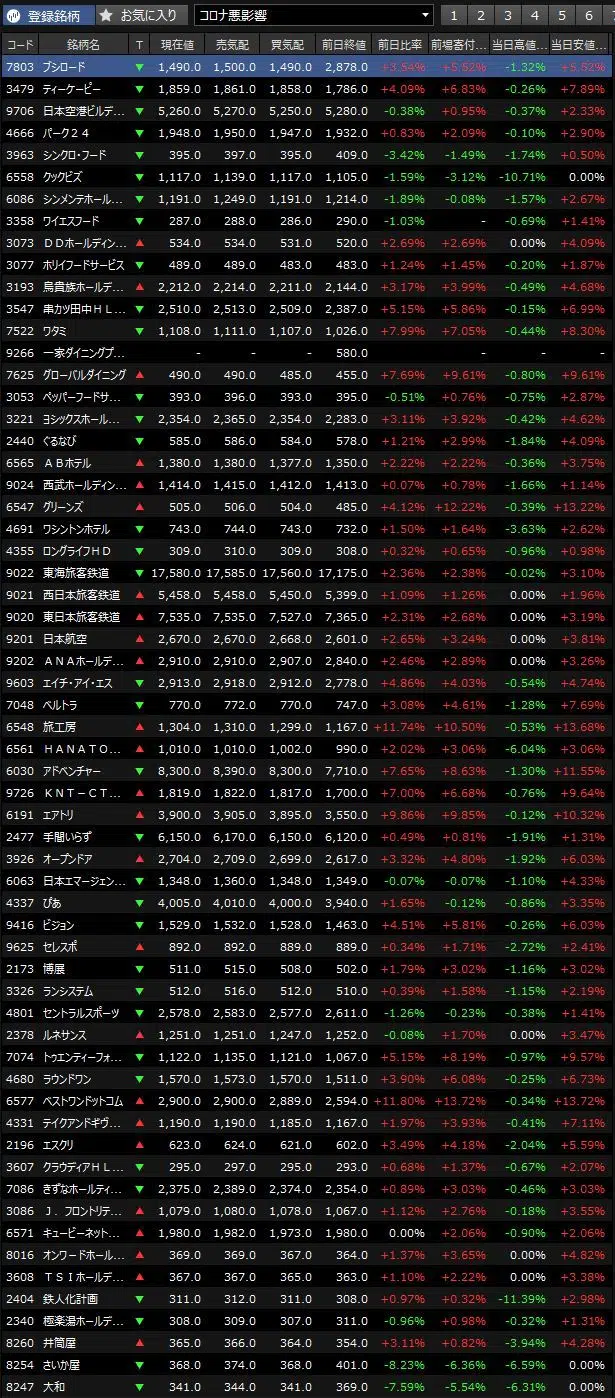 登録銘柄 お気に入り コロナ悪影響 1 2 3 4 5 6
コード 銘柄名 T 現在値 売気配 買気配 前日終値 前日比率 前場寄付... 当日高値... 当日安値...
7803 ブシロード ▼ 1,490.0 1,500.0 1,490.0 2,878.0 +3.54% +5.52% -1.32% +5.52%
3479 ティーケーピー ▼ 1,859.0 1,861.0 1,858.0 1,786.0 +4.09% +6.83% -0.26% +7.89%
9706 日本空港ビルデ... ▼ 5,260.0 5,270.0 5,250.0 5,280.0 -0.38% +0.95% -0.37% +2.33%
4666 パーク２４ ▼ 1,948.0 1,950.0 1,947.0 1,932.0 +0.83% +2.09% -0.10% +2.90%
3963 シンクロ・フード ▼ 395.0 397.0 395.0 409.0 -3.42% -1.49% -1.74% +0.50%
6558 クックビズ ▼ 1,117.0 1,139.0 1,117.0 1,105.0 -1.59% -3.12% -10.71% 0.00%
6086 シンメンテホール... ▼ 1,191.0 1,249.0 1,191.0 1,214.0 -1.89% -0.08% -1.57% +2.67%
3358 ワイエスフード ▼ 287.0 288.0 286.0 290.0 -1.03% - -0.69% +1.41%
3073 ＤＤホールディン... ▲ 534.0 534.0 531.0 520.0 +2.69% +2.69% 0.00% +4.09%
3077 ホリイフードサービス ▼ 489.0 489.0 483.0 483.0 +1.24% +1.45% -0.20% +1.87%
3193 鳥貴族ホールデ... ▲ 2,212.0 2,214.0 2,211.0 2,144.0 +3.17% +3.99% -0.49% +4.68%
3547 串カツ田中ＨＬ... ▼ 2,510.0 2,513.0 2,509.0 2,387.0 +5.15% +5.86% -0.15% +6.99%
7522 ワタミ ▼ 1,108.0 1,111.0 1,107.0 1,026.0 +7.99% +7.05% -0.44% +8.30%
9266 一家ダイニングプ... - - - 580.0 - - -
7625 グローバルダイニング ▲ 490.0 490.0 485.0 455.0 +7.69% +9.61% -0.80% +9.61%
3053 ペッパーフードサ... ▼ 393.0 396.0 393.0 395.0 -0.51% +0.76% -0.75% +2.87%
3221 ヨシックスホール... ▼ 2,354.0 2,365.0 2,354.0 2,283.0 +3.11% +3.92% -0.42% +4.62%
2440 ぐるなび ▼ 585.0 586.0 584.0 578.0 +1.21% +2.99% -1.84% +4.09%
6565 ＡＢホテル ▲ 1,380.0 1,380.0 1,377.0 1,350.0 +2.22% +2.22% -0.36% +3.75%
9024 西武ホールディン... ▼ 1,414.0 1,415.0 1,412.0 1,413.0 +0.07% +0.78% -1.66% +1.14%
6547 グリーンズ ▲ 505.0 506.0 504.0 485.0 +4.12% +12.22% -0.39% +13.22%
4691 ワシントンホテル ▼ 743.0 744.0 743.0 732.0 +1.50% +1.64% -3.63% +2.62%
4355 ロングライフＨＤ ▼ 309.0 310.0 309.0 308.0 +0.32% +0.65% -0.96% +0.98%
9022 東海旅客鉄道 ▼ 17,580.0 17,585.0 17,560.0 17,175.0 +2.36% +2.38% -0.02% +3.10%
9021 西日本旅客鉄道 ▲ 5,458.0 5,458.0 5,450.0 5,399.0 +1.09% +1.26% 0.00% +1.96%
9020 東日本旅客鉄道 ▲ 7,535.0 7,535.0 7,527.0 7,365.0 +2.31% +2.68% 0.00% +3.19%
9201 日本航空 ▲ 2,670.0 2,670.0 2,668.0 2,601.0 +2.65% +3.24% 0.00% +3.81%
9202 ＡＮＡホールデ... ▲ 2,910.0 2,910.0 2,907.0 2,840.0 +2.46% +2.89% 0.00% +3.26%
9603 エイチ・アイ・エス ▼ 2,913.0 2,918.0 2,912.0 2,778.0 +4.86% +4.03% -0.54% +4.74%
7048 ベルトラ ▼ 770.0 772.0 770.0 747.0 +3.08% +4.61% -1.28% +7.69%
6548 旅工房 ▲ 1,304.0 1,310.0 1,299.0 1,167.0 +11.74% +10.50% -0.53% +13.68%
6561 ＨＡＮＡＴＯ... ▲ 1,010.0 1,010.0 1,002.0 990.0 +2.02% +3.06% -6.04% +3.06%
6030 アドベンチャー ▼ 8,300.0 8,390.0 8,300.0 7,710.0 +7.65% +8.63% -1.30% +11.55%
9726 ＫＮＴ－ＣＴ... ▲ 1,819.0 1,822.0 1,817.0 1,700.0 +7.00% +6.68% -0.76% +9.64%
6191 エアトリ ▲ 3,900.0 3,905.0 3,895.0 3,550.0 +9.86% +9.85% -0.12% +10.32%
2477 手間いらず ▼ 6,150.0 6,170.0 6,150.0 6,120.0 +0.49% +0.81% -1.91% +1.31%
3926 オープンドア ▲ 2,704.0 2,709.0 2,699.0 2,617.0 +3.32% +4.80% -1.92% +6.03%
6063 日本エマージェン... ▼ 1,348.0 1,360.0 1,348.0 1,349.0 -0.07% -0.07% -1.10% +4.33%
4337 ぴあ ▼ 4,005.0 4,010.0 4,000.0 3,940.0 +1.65% -0.12% -0.86% +3.35%
9416 ビジョン ▼ 1,529.0 1,532.0 1,528.0 1,463.0 +4.51% +5.81% -0.26% +6.03%
9625 セレスポ ▲ 892.0 892.0 889.0 889.0 +0.34% +1.71% -2.72% +2.41%
2173 博展 ▼ 511.0 515.0 508.0 502.0 +1.79% +3.02% -1.16% +3.02%
3326 ランシステム ▼ 512.0 516.0 512.0 510.0 +0.39% +1.58% -1.15% +2.19%
4801 セントラルスポーツ ▼ 2,578.0 2,583.0 2,577.0 2,611.0 -1.26% -0.23% -0.38% +1.41%
2378 ルネサンス ▲ 1,251.0 1,251.0 1,247.0 1,252.0 -0.08% +1.70% 0.00% +3.47%
7074 トゥエンティーフォ... ▼ 1,122.0 1,135.0 1,121.0 1,067.0 +5.15% +8.19% -0.97% +9.57%
4680 ラウンドワン ▼ 1,570.0 1,573.0 1,570.0 1,511.0 +3.90% +6.08% -0.25% +6.73%
6577 ベストワンドットコム ▲ 2,900.0 2,900.0 2,889.0 2,594.0 +11.80% +13.72% -0.34% +13.72%
4331 テイクアンドギヴ... ▲ 1,190.0 1,190.0 1,185.0 1,167.0 +1.97% +3.93% -0.41% +7.11%
2196 エスクリ ▲ 623.0 624.0 621.0 602.0 +3.49% +4.18% -2.04% +5.59%
3607 クラウディアＨＬ... ▼ 295.0 297.0 295.0 293.0 +0.68% +1.37% -0.67% +2.07%
7086 きずなホールティ... ▼ 2,375.0 2,389.0 2,374.0 2,354.0 +0.89% +3.03% -0.46% +3.03%
3086 Ｊ．フロントリテ... ▲ 1,079.0 1,080.0 1,078.0 1,067.0 +1.12% +2.76% -0.18% +3.55%
6571 キュービーネット... ▲ 1,980.0 1,982.0 1,973.0 1,980.0 0.00% +2.06% -0.90% +2.06%
8016 オンワードホール... ▲ 369.0 369.0 367.0 364.0 +1.37% +3.65% 0.00% +4.82%
3608 ＴＳＩホールデ... ▲ 367.0 367.0 365.0 363.0 +1.10% +2.22% 0.00% +3.38%
2404 鉄人化計画 ▼ 311.0 312.0 311.0 308.0 +0.97% +0.32% -11.39% +2.98%
2340 極楽湯ホールデ... ▼ 308.0 309.0 307.0 311.0 -0.96% +0.98% -0.32% +1.31%
8260 井筒屋 ▲ 365.0 366.0 364.0 354.0 +3.11% +0.82% -3.94% +4.28%
8254 さいか屋 ▼ 368.0 374.0 368.0 401.0 -8.23% -6.36% -6.59% 0.00%
8247 大和 ▼ 341.0 344.0 341.0 369.0 -7.59% -5.54% -6.31% 0.00%